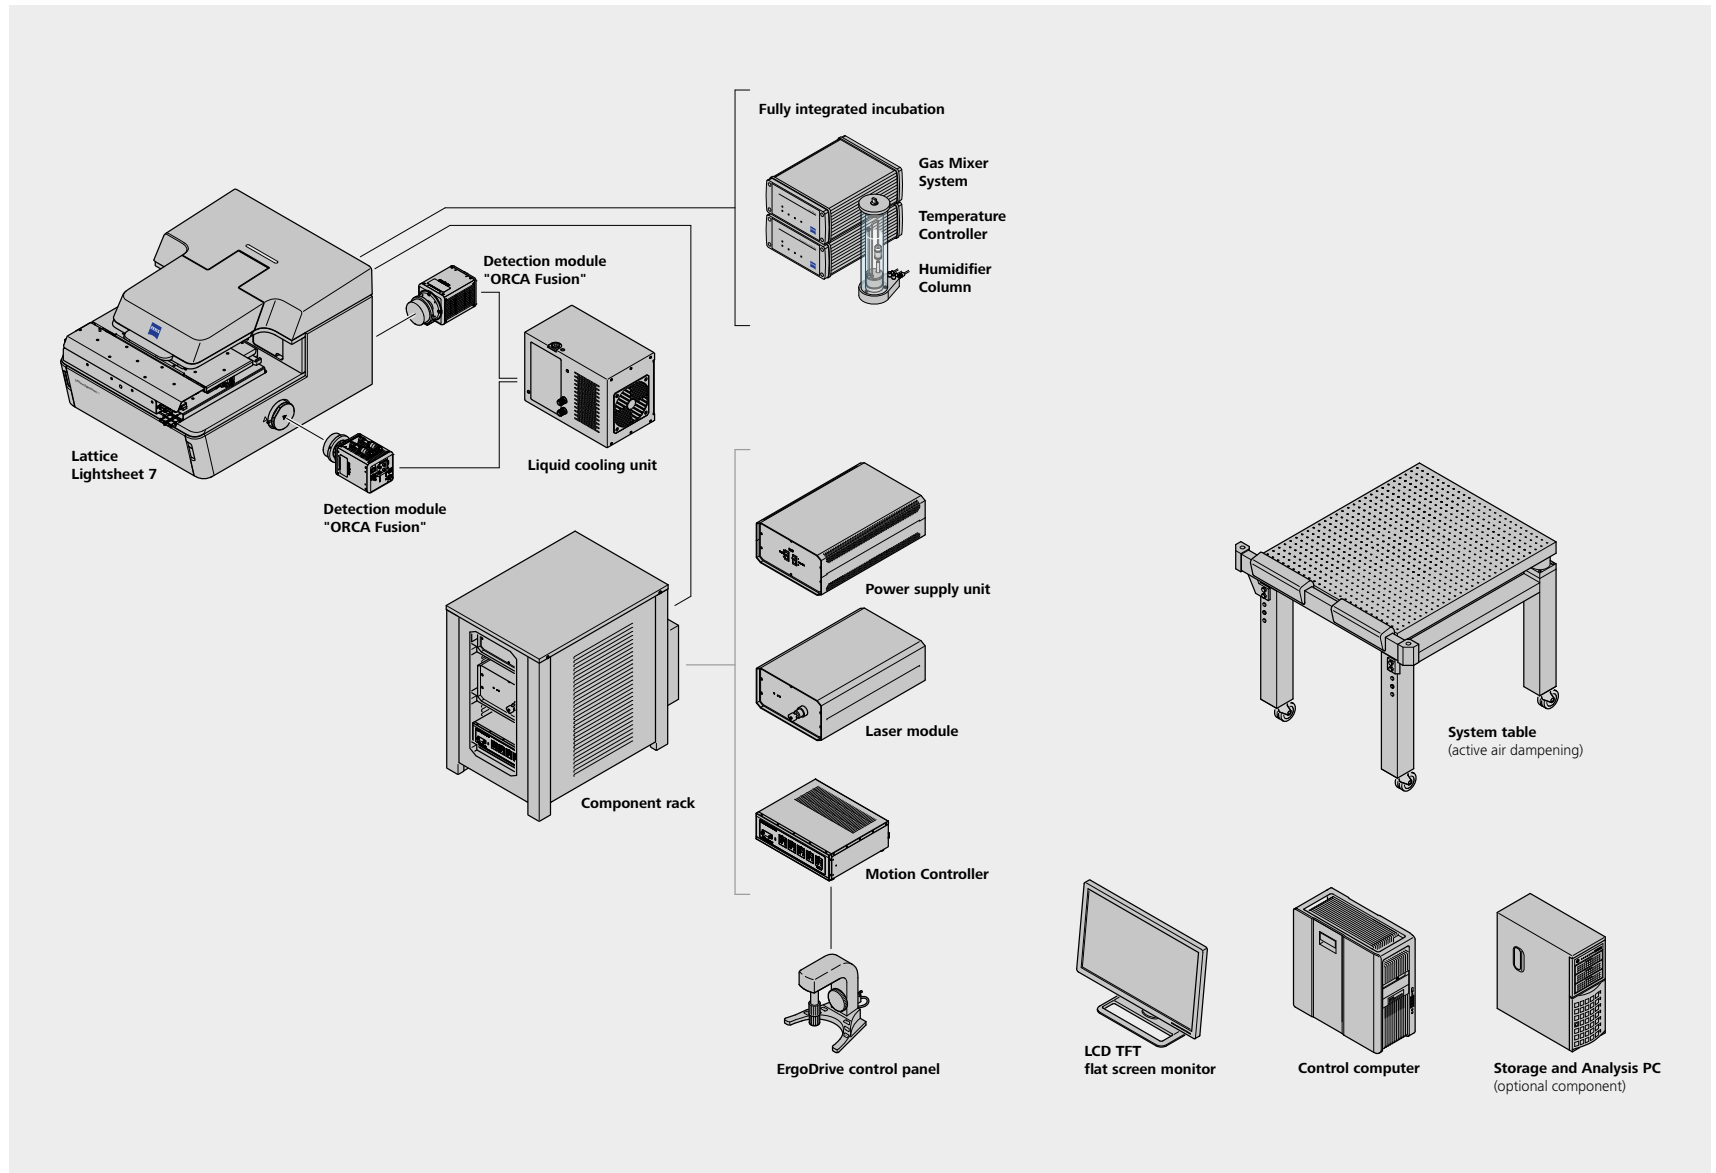 Fully integrated incubation
Gas Mixer
System
Temperature
Controller
Humidifier
Column
Detection module
"ORCA Fusion"
Lattice
Lightsheet 7
Liquid cooling unit
Detection module
"ORCA Fusion"
Power supply unit
Laser module
Component rack
Motion Controller
System table
(active air dampening)
ErgoDrive control panel
LCD TFT
flat screen monitor
Control computer
Storage and Analysis PC
(optional component)